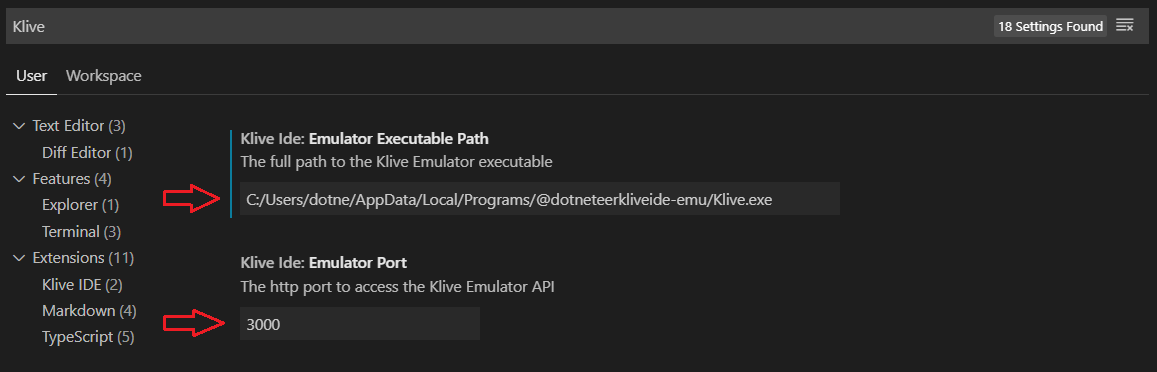 Klive
18 Settings Found
User Workspace
Text Editor (3)
Diff Editor (1)
Features (4)
Explorer (1)
Terminal (3)
Extensions (11)
Klive IDE (2)
Markdown (4)
TypeScript (5)
Klive Ide: Emulator Executable Path
The full path to the Klive Emulator executable
C:/Users/dotne/AppData/Local/Programs/@dotneteerkliveide-emu/Klive.exe
Klive Ide: Emulator Port
The http port to access the Klive Emulator API
3000